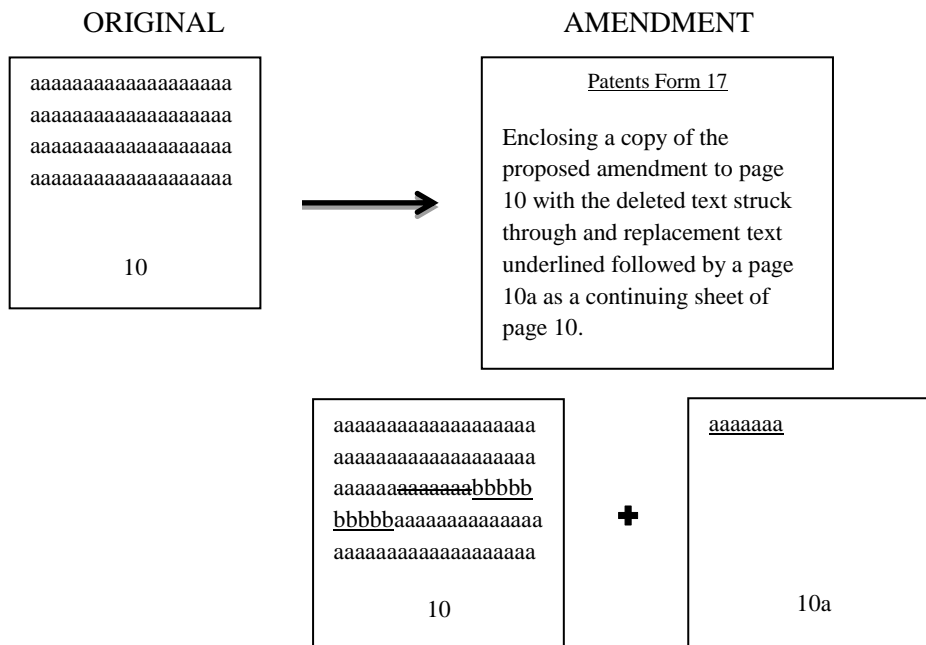 ORIGINAL
AMENDMENT
aaaaaaaaaaaaaaaaaaa
aaaaaaaaaaaaaaaaaaa
aaaaaaaaaaaaaaaaaaa
aaaaaaaaaaaaaaaaaaa
10
Patents Form 17
Enclosing a copy of the
proposed amendment to page
10 with the deleted text struck
through and replacement text
underlined followed by a page
10a as a continuing sheet of
page 10.
aaaaaaaaaaaaaaaaaaa
aaaaaaaaaaaaaaaaaaa
aaaaaaaaaaaaabbbbb
bbbbbaaaaaaaaaaaaaa
aaaaaaaaaaaaaaaaaaa
10
aaaaaaa
10a